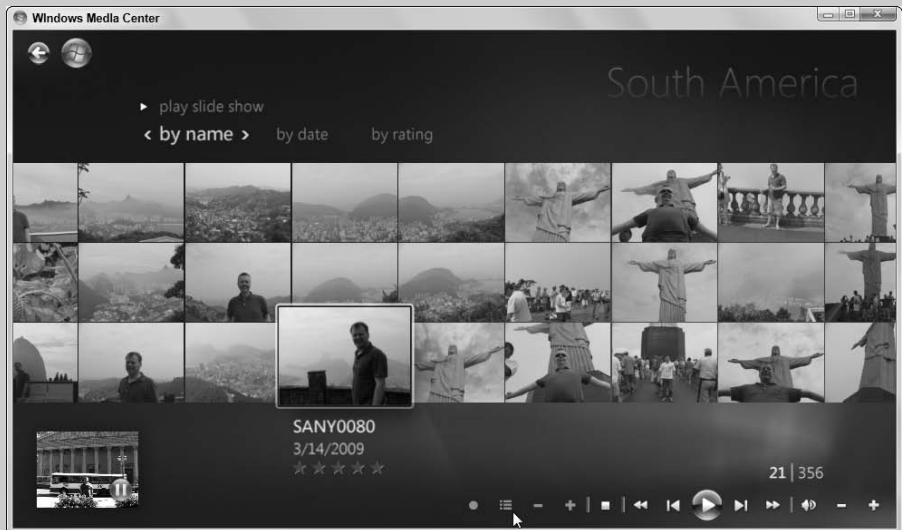 Windows Media Center
South America
play slide show
‹ by name › by date by rating
SANY0080
3/14/2009
21 | 356